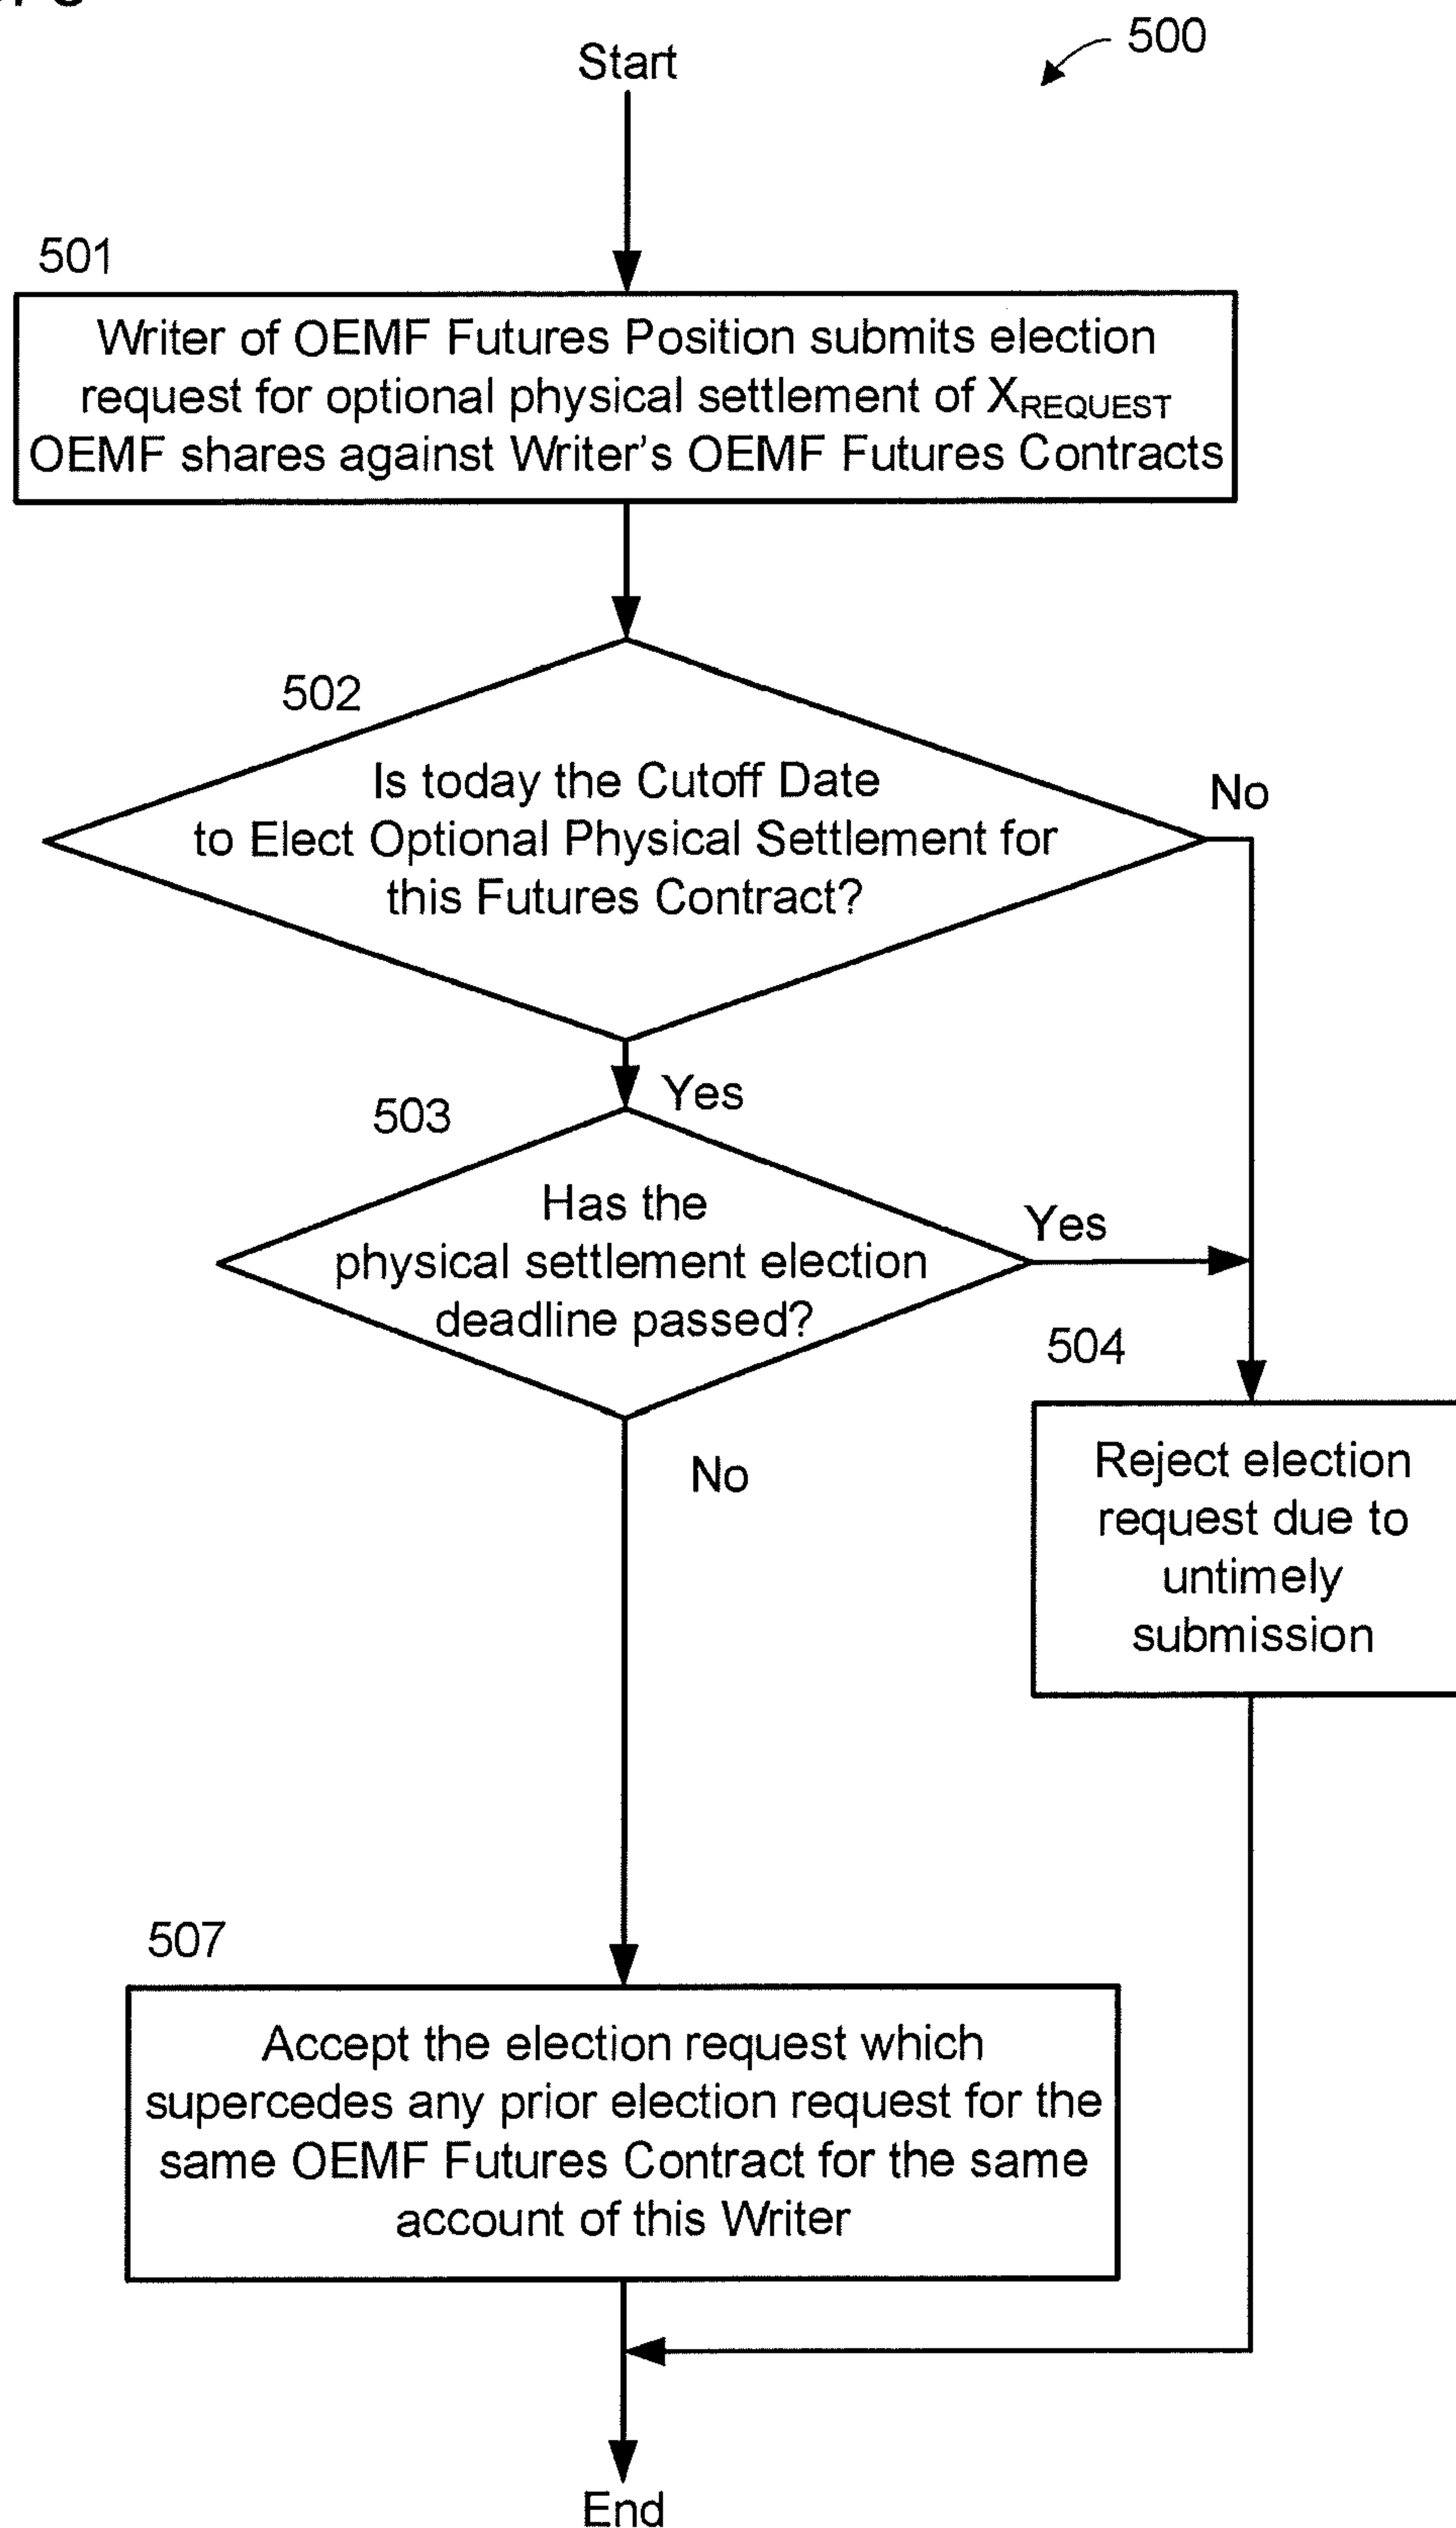 500
Start
501
Writer of OEMF Futures Position submits election
request for optional physical settlement of XREQUEST
OEMF shares against Writer's OEMF Futures Contracts
502
Is today the Cutoff Date
to Elect Optional Physical Settlement for
this Futures Contract?
No
Yes
503
Has the
physical settlement election
deadline passed?
Yes
No
504
Reject election
request due to
untimely
submission
507
Accept the election request which
supercedes any prior election request for the
same OEMF Futures Contract for the same
account of this Writer
End